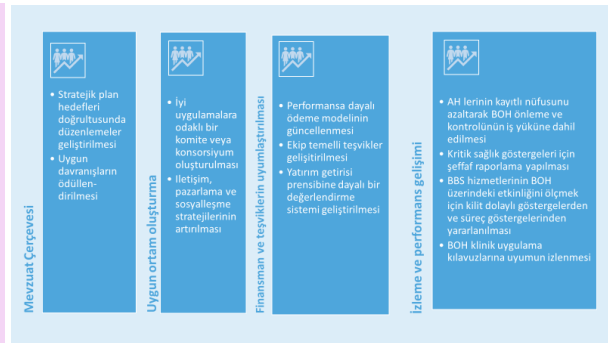 Mevzuat Çerçevesi
• Stratejik plan
hedefleri
doğrultusunda
düzenlemeler
geliştirilmesi
• Uygun
davranışların
ödüllen-
dirilmesi
Uygun ortam oluşturma
• İyi
uygulamalara
odaklı bir
komite veya
konsorsiyum
oluşturulması
• Iletişim,
pazarlama ve
sosyalleşme
stratejilerinin
artırılması
Finansman ve teşviklerin uyumlaştırılması
• Performansa dayalı
ödeme modelinin
güncellenmesi
• Ekip temelli teşvikler
gelişitirilmesi
• Yatırım getirisi
prensibine dayalı bir
değerlendirme
sistemi geliştirilmesi
İzleme ve performans gelişimi
• AH lerinin kayıtlı nüfusunu
azaltarak BOH önleme ve
kontrolünün iş yüküne dahil
edilmesi
• Kritik sağlık göstergeleri için
şeffaf raporlama yapılması
• BBS hizmetlerinin BOH
üzerindeki etkinliğini ölçmek
için kilit dolaylı göstergelerden
ve süreç göstergelerinden
yararlanılması
• BOH klinik uygulama
kılavuzlarına uyumun izlenmesi